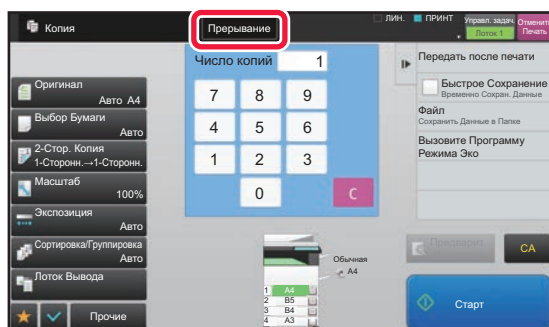 Копия
Прерывание
ЛИН.
ПРИНТ
Управл. задач.
Лоток 1
Отменить
Печать
Оригинал
Авто A4
Выбор Бумаги
Авто
2-Стор. Копия
1-Сторонн.→1-Сторонн.
Масштаб
100%
Экспозиция
Авто
Сортировка/Группировка
Авто
Лоток Вывода
Прочие
Число копий 1
7 8 9
4 5 6
1 2 3
0 C
Обычная
A4
1 A4
2 B5
3 B4
4 A3
Передать после печати
Быстрое Сохранение
Временно Сохран. Данные
Файл
Сохранить Данные в Папке
Вызовите Программу
Режима Эко
Предварит.
CA
Старт